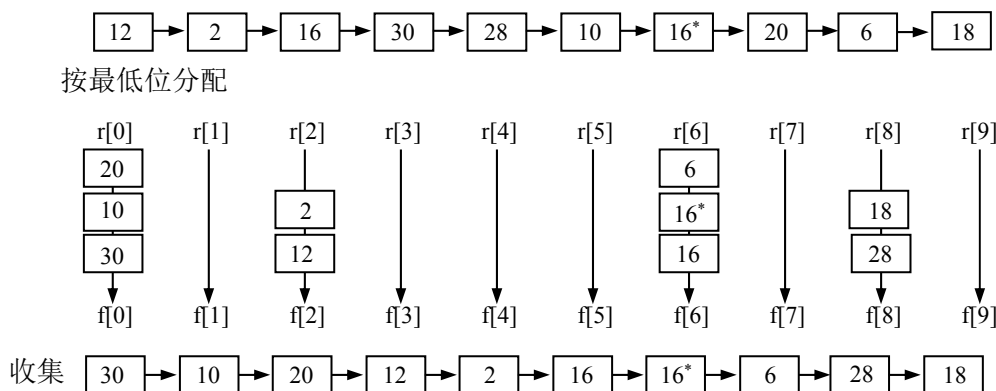 12 2 16 30 28 10 16* 20 6 18
按最低位分配
r[0] r[1] r[2] r[3] r[4] r[5] r[6] r[7] r[8] r[9]
20 6
10 2 16* 18
30 12 16 28
f[0] f[1] f[2] f[3] f[4] f[5] f[6] f[7] f[8] f[9]
收集 30 10 20 12 2 16 16* 6 28 18